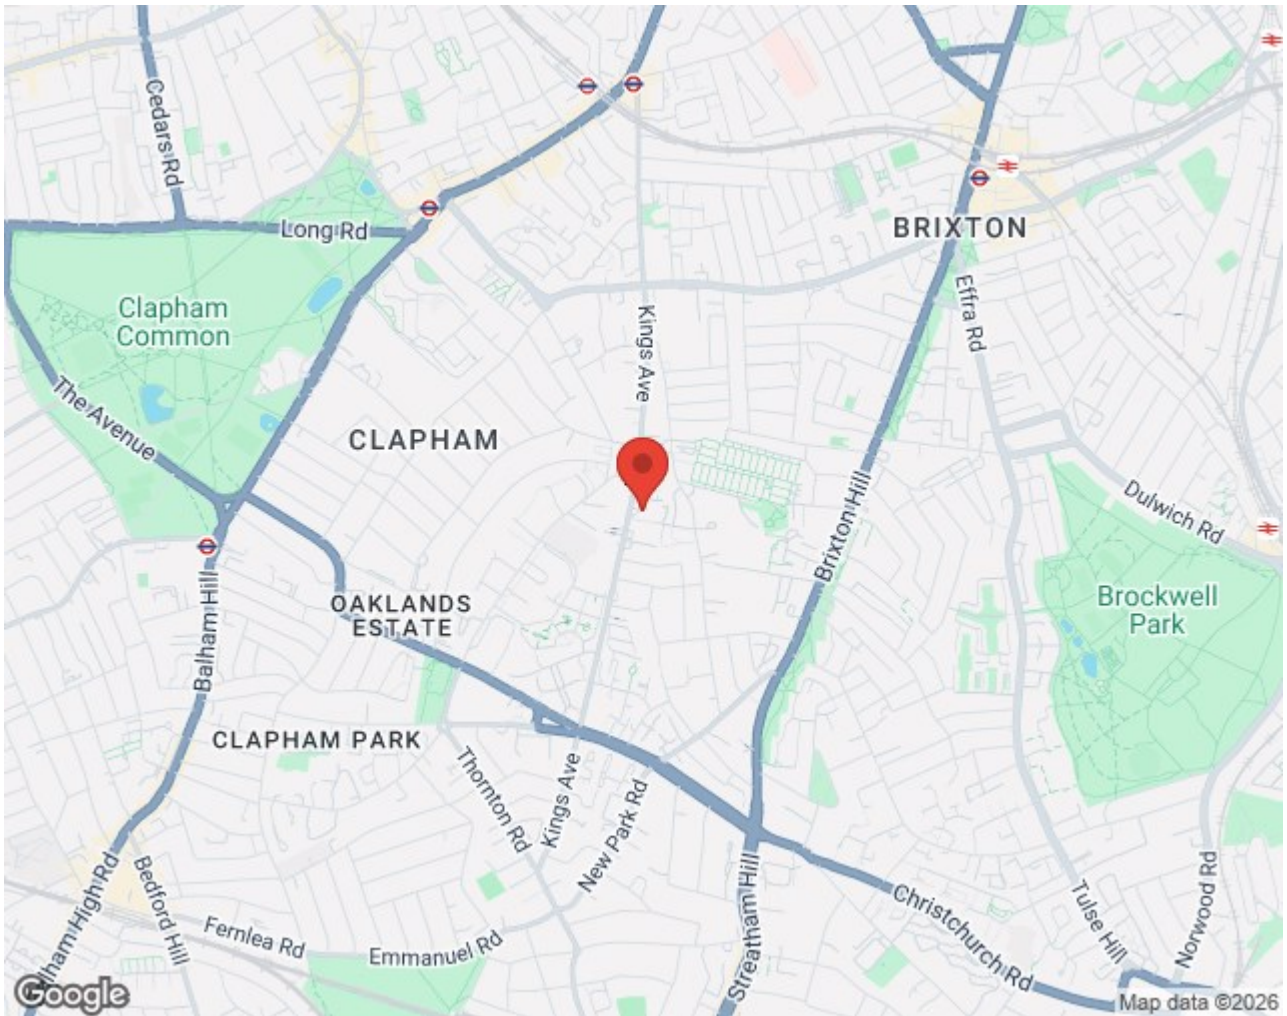 Cedars Rd
Long Rd
BRIXTON
Clapham
Common
Kings Ave
Effra Rd
The Avenue
CLAPHAM
Brixton Hill
Dulwich Rd
OAKLANDS
ESTATE
Brockwell
Park
Balham Hill
CLAPHAM PARK
Thornton Rd
Kings Ave
New Park Rd
Balham High Rd
Bedford Hill
Fernlea Rd
Emmanuel Rd
Streatham Hill
Christchurch Rd
Tulse Hill
Norwood Rd
Google
Map data ©2026